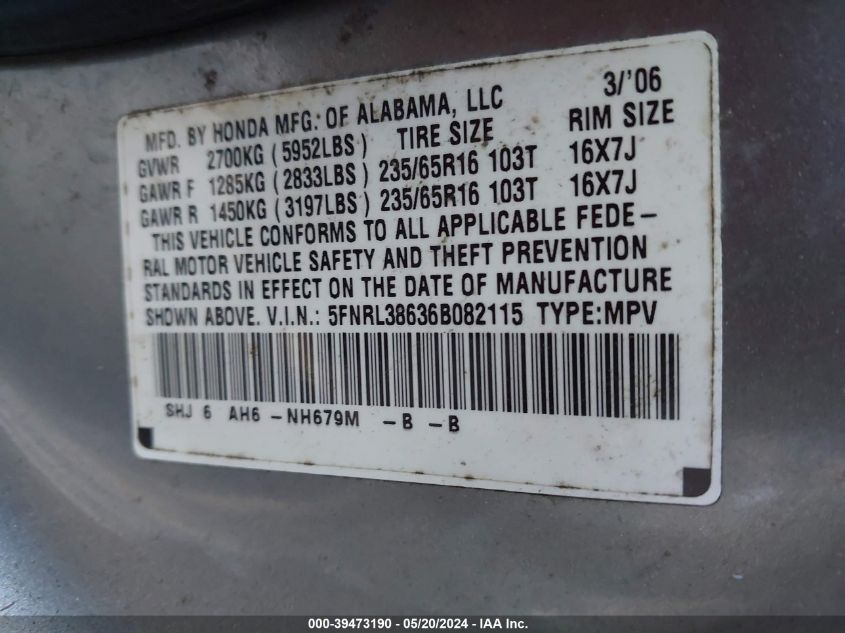 MFD. BY HONDA MFG. OF ALABAMA, LLC 3/'06
GVWR 2700KG (5952LBS) TIRE SIZE RIM SIZE
GAWR F 1285KG (2833LBS) 235/65R16 103T 16X7J
GAWR R 1450KG (3197LBS) 235/65R16 103T 16X7J
THIS VEHICLE CONFORMS TO ALL APPLICABLE FEDE-
RAL MOTOR VEHICLE SAFETY AND THEFT PREVENTION
STANDARDS IN EFFECT ON THE DATE OF MANUFACTURE
SHOWN ABOVE. V.I.N.: 5FNRL38636B082115 TYPE:MPV
SHJ 6 AH6 -NH679M -B -B
000-39473190 - 05/20/2024 - IAA Inc.